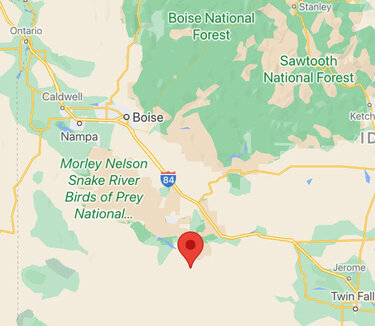 Stanley
Boise National
Forest
Ontario
Sawtooth
National Forest
Caldwell
Boise
Ketch
Nampa
ID
Morley Nelson
Snake River
Birds of Prey
National...
84
Jerome
Twin Fall